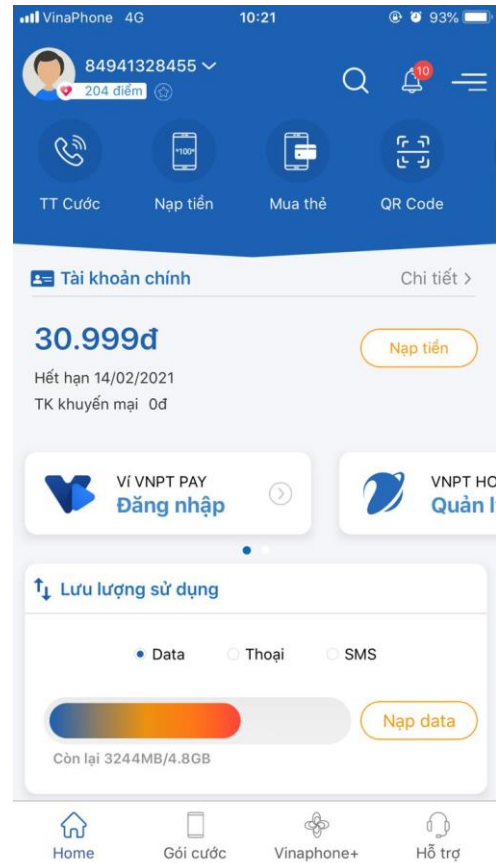 VinaPhone 4G 10:21 93%
84941328455
10
204 điểm
*100*
TT Cước Nạp tiền Mua thẻ QR Code
Tài khoản chính Chi tiết >
30.999đ
Nạp tiền
Hết hạn 14/02/2021
TK khuyến mại 0đ
Ví VNPT PAY VNPT HO
Đăng nhập Quản l
Lưu lượng sử dụng
Data Thoại SMS
Nạp data
Còn lại 3244MB/4.8GB
Home Gói cước Vinaphone+ Hỗ trợ